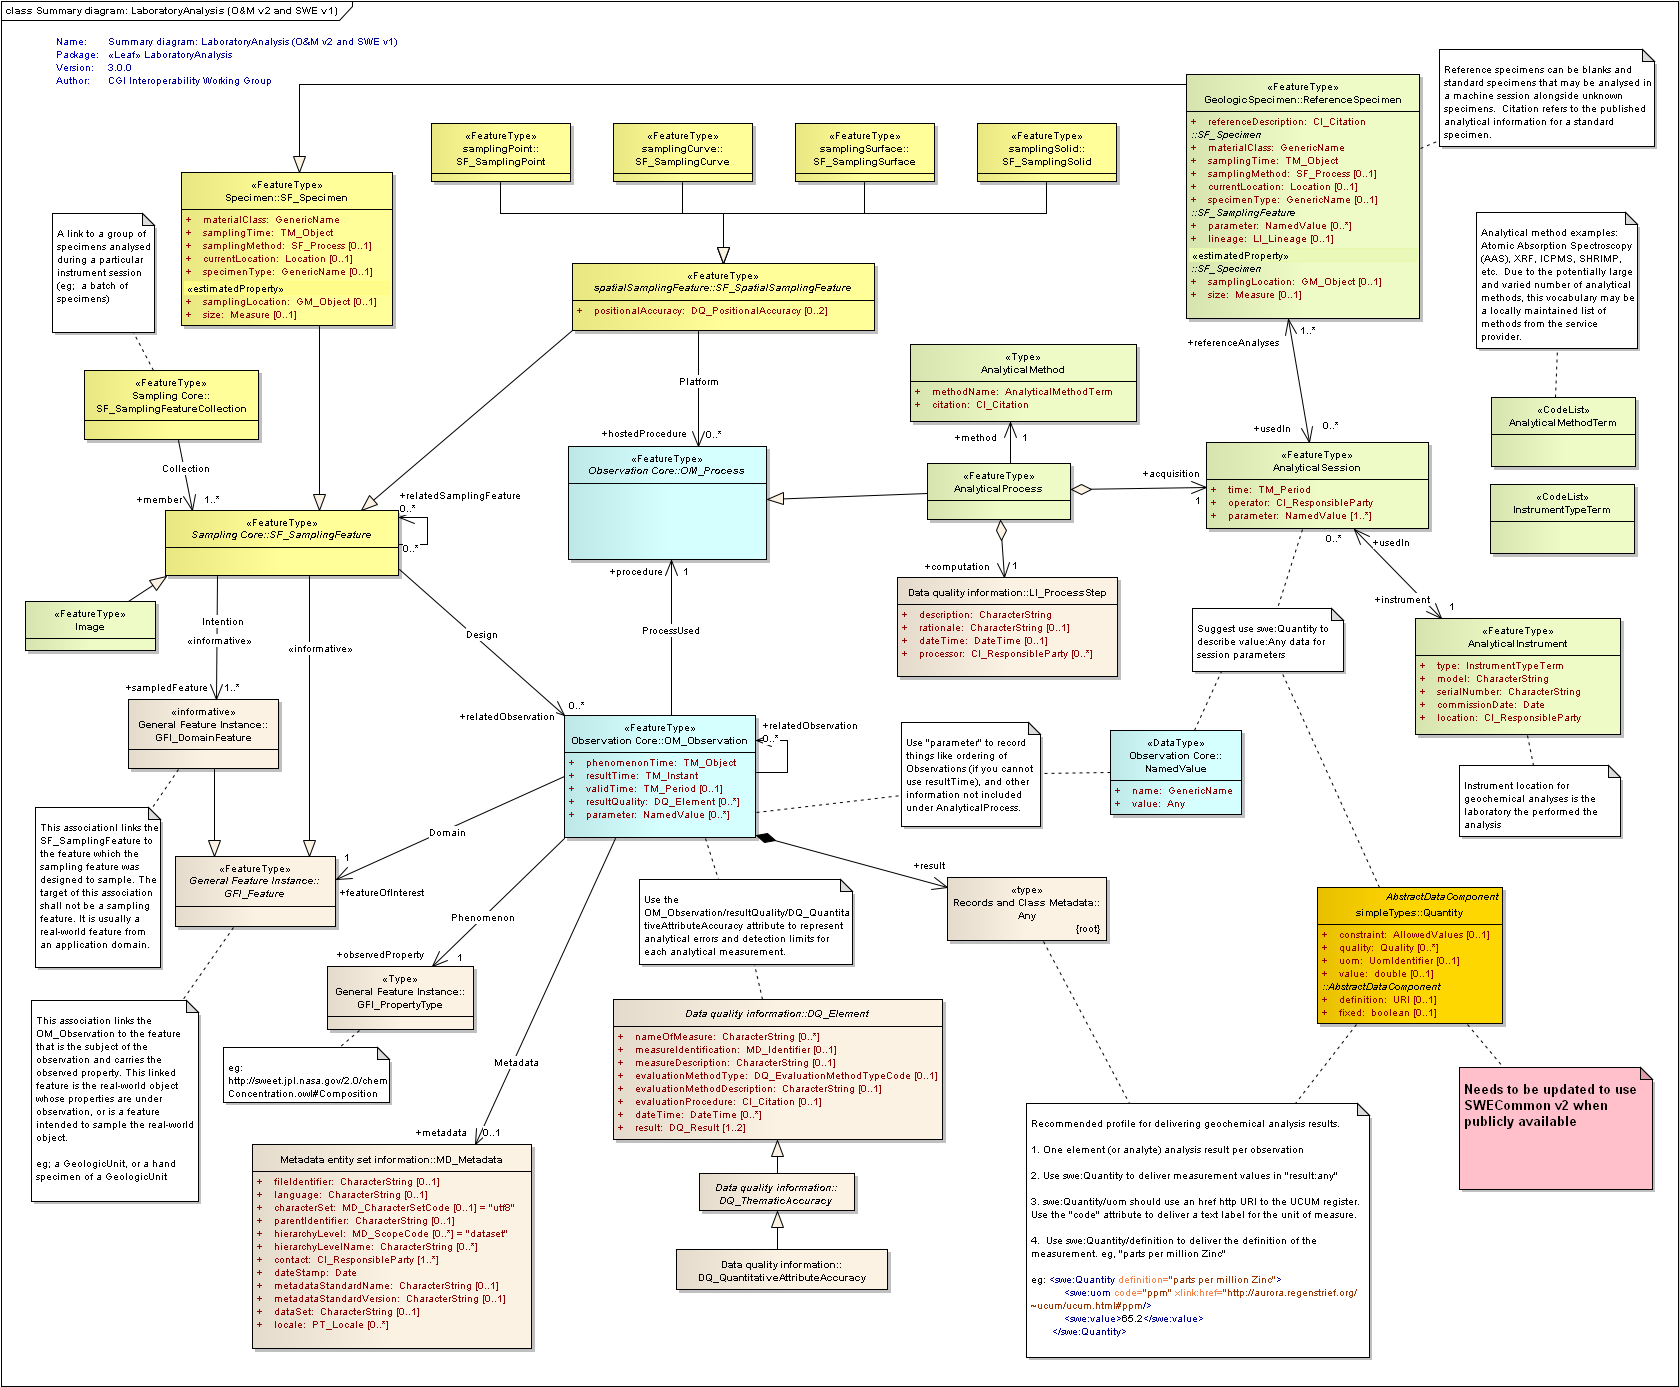 class Summary diagram: LaboratoryAnalysis (O&M v2 and SWE v1)
Name: Summary diagram: LaboratoryAnalysis (O&M v2 and SWE v1)
Package: «Leaf» LaboratoryAnalysis
Version: 3.0.0
Author: CGI Interoperability Working Group
«FeatureType»
samplingPoint::
SF_SamplingPoint
«FeatureType»
samplingCurve::
SF_SamplingCurve
«FeatureType»
samplingSurface::
SF_SamplingSurface
«FeatureType»
samplingSolid::
SF_SamplingSolid
«FeatureType»
GeologicSpecimen::ReferenceSpecimen
+ referenceDescription: CI_Citation
::SF_Specimen
+ materialClass: GenericName
+ samplingTime: TM_Object
+ samplingMethod: SF_Process [0..1]
+ currentLocation: Location [0..1]
+ specimenType: GenericName [0..1]
::SF_SamplingFeature
+ parameter: NamedValue [0..*]
+ lineage: LI_Lineage [0..1]
«estimatedProperty»
::SF_Specimen
+ samplingLocation: GM_Object [0..1]
+ size: Measure [0..1]
Reference specimens can be blanks and
standard specimens that may be analysed in
a machine session alongside unknown
specimens. Citation refers to the published
analytical information for a standard
specimen.
«FeatureType»
Specimen::SF_Specimen
+ materialClass: GenericName
+ samplingTime: TM_Object
+ samplingMethod: SF_Process [0..1]
+ currentLocation: Location [0..1]
+ specimenType: GenericName [0..1]
«estimatedProperty»
+ samplingLocation: GM_Object [0..1]
+ size: Measure [0..1]
A link to a group of
specimens analysed
during a particular
instrument session
(eg; a batch of
specimens)
«FeatureType»
spatialSamplingFeature::SF_SpatialSamplingFeature
+ positionalAccuracy: DQ_PositionalAccuracy [0..2]
Analytical method examples:
Atomic Absorption Spectroscopy
(AAS), XRF, ICPMS, SHRIMP,
etc. Due to the potentially large
and varied number of analytical
methods, this vocabulary may be
a locally maintained list of
methods from the service
provider.
1..*
+referenceAnalyses
«FeatureType»
Sampling Core::
SF_SamplingFeatureCollection
Platform
«Type»
AnalyticalMethod
+ methodName: AnalyticalMethodTerm
+ citation: CI_Citation
«CodeList»
AnalyticalMethodTerm
+hostedProcedure 0..*
+method 1
+usedIn 0..*
Collection
+member 1..*
«FeatureType»
Observation Core::OM_Process
«FeatureType»
AnalyticalProcess
+acquisition
1
«FeatureType»
AnalyticalSession
+ time: TM_Period
+ operator: CI_ResponsibleParty
+ parameter: NamedValue [1..*]
«CodeList»
InstrumentTypeTerm
+relatedSamplingFeature
0..*
0..*
«FeatureType»
Sampling Core::SF_SamplingFeature
0..*
+usedIn
+procedure 1
+computation 1
Data quality information::LI_ProcessStep
+ description: CharacterString
+ rationale: CharacterString [0..1]
+ dateTime: DateTime [0..1]
+ processor: CI_ResponsibleParty [0..*]
+instrument 1
«FeatureType»
Image
Intention
«informative»
«informative»
Design
ProcessUsed
Suggest use swe:Quantity to
describe value:Any data for
session parameters
«FeatureType»
AnalyticalInstrument
+ type: InstrumentTypeTerm
+ model: CharacterString
+ serialNumber: CharacterString
+ commissionDate: Date
+ location: CI_ResponsibleParty
+sampledFeature 1..*
«informative»
General Feature Instance::
GFI_DomainFeature
0..*
+relatedObservation
«FeatureType»
Observation Core::OM_Observation
+ phenomenonTime: TM_Object
+ resultTime: TM_Instant
+ validTime: TM_Period [0..1]
+ resultQuality: DQ_Element [0..*]
+ parameter: NamedValue [0..*]
+relatedObservation
0..*
Use "parameter" to record
things like ordering of
Observations (if you cannot
use resultTime), and other
information not included
under AnalyticalProcess.
«DataType»
Observation Core::
NamedValue
+ name: GenericName
+ value: Any
Instrument location for
geochemical analyses is the
laboratory the performed the
analysis
This associationl links the
SF_SamplingFeature to
the feature which the
sampling feature was
designed to sample. The
target of this association
shall not be a sampling
feature. It is usually a
real-world feature from
an application domain.
Domain
1
+featureOfInterest
«FeatureType»
General Feature Instance::
GFI_Feature
+result
«type»
Records and Class Metadata::
Any
{root}
Use the
OM_Observation/resultQuality/DQ_Quantita
tiveAttributeAccuracy attribute to represent
analytical errors and detection limits for
each analytical measurement.
Phenomenon
+observedProperty
1
AbstractDataComponent
simpleTypes::Quantity
+ constraint: AllowedValues [0..1]
+ quality: Quality [0..*]
+ uom: UomIdentifier [0..1]
+ value: double [0..1]
::AbstractDataComponent
+ definition: URI [0..1]
+ fixed: boolean [0..1]
«Type»
General Feature Instance::
GFI_PropertyType
This association links the
OM_Observation to the feature
that is the subject of the
observation and carries the
observed property. This linked
feature is the real-world object
whose properties are under
observation, or is a feature
intended to sample the real-world
object.
eg; a GeologicUnit, or a hand
specimen of a GeologicUnit
eg:
http://sweet.jpl.nasa.gov/2.0/chem
Concentration.owl#Composition
Metadata
Data quality information::DQ_Element
+ nameOfMeasure: CharacterString [0..*]
+ measureIdentification: MD_Identifier [0..1]
+ measureDescription: CharacterString [0..1]
+ evaluationMethodType: DQ_EvaluationMethodTypeCode [0..1]
+ evaluationMethodDescription: CharacterString [0..1]
+ evaluationProcedure: CI_Citation [0..1]
+ dateTime: DateTime [0..*]
+ result: DQ_Result [1..2]
Needs to be updated to use
SWECommon v2 when
publicly available
+metadata 0..1
Metadata entity set information::MD_Metadata
+ fileIdentifier: CharacterString [0..1]
+ language: CharacterString [0..1]
+ characterSet: MD_CharacterSetCode [0..1] = "utf8"
+ parentIdentifier: CharacterString [0..1]
+ hierarchyLevel: MD_ScopeCode [0..*] = "dataset"
+ hierarchyLevelName: CharacterString [0..*]
+ contact: CI_ResponsibleParty [1..*]
+ dateStamp: Date
+ metadataStandardName: CharacterString [0..1]
+ metadataStandardVersion: CharacterString [0..1]
+ dataSet: CharacterString [0..1]
+ locale: PT_Locale [0..*]
Data quality information::
DQ_ThematicAccuracy
Data quality information::
DQ_QuantitativeAttributeAccuracy
Recommended profile for delivering geochemical analysis results.
1. One element (or analyte) analysis result per observation
2. Use swe:Quantity to deliver measurement values in "result:any"
3. swe:Quantity/uom should use an href http URI to the UCUM register.
Use the "code" attribute to deliver a text label for the unit of measure.
4. Use swe:Quantity/definition to deliver the definition of the
measurement. eg, "parts per million Zinc"
eg: <swe:Quantity definition="parts per million Zinc">
<swe:uom code="ppm" xlink:href="http://aurora.regenstrief.org/
~ucum/ucum.html#ppm/>
<swe:value>65.2</swe:value>
</swe:Quantity>